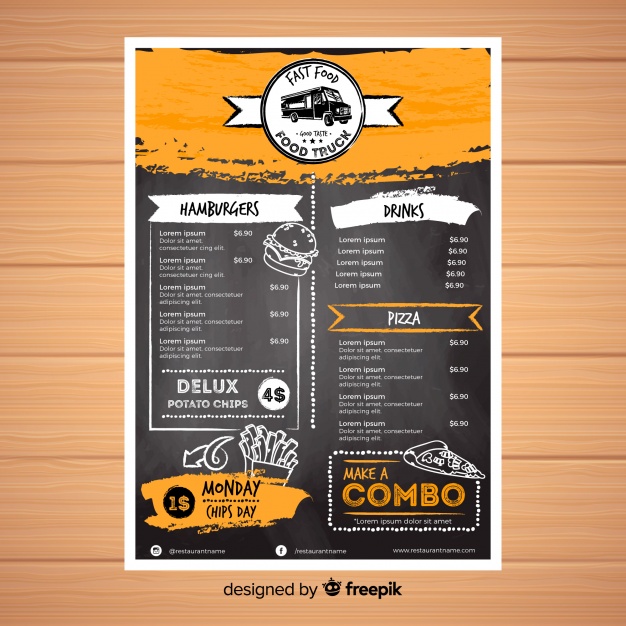 FAST FOOD
• GOOD TASTE •
FOOD TRUCK
HAMBURGERS
Lorem ipsum $6.90
Dolor sit amet
consectetuer
adipiscing elit.
Lorem ipsum $6.90
Dolor sit amet.
consectetuer
adipiscing elit.
Lorem ipsum $6.90
Dolor sit amet, consectetuer
adipiscing elit.
Lorem ipsum $6.90
Dolor sit amet, consectetuer
adipiscing elit.
Lorem ipsum $6.90
Dolor sit amet, consectetuer
adipiscing elit.
DELUX
POTATO CHIPS
4$
1$
MONDAY
CHIPS DAY
DRINKS
Lorem ipsum $6.90
Lorem ipsum $6.90
Lorem ipsum $6.90
Lorem ipsum $6.90
Lorem ipsum $6.90
PIZZA
Lorem ipsum $6.90
Dolor sit amet, consectetuer
adipiscing elit.
Lorem ipsum $6.90
Dolor sit amet, consectetuer
adipiscing elit.
Lorem ipsum $6.90
Dolor sit amet, consectetuer
adipiscing elit.
Lorem ipsum $6.90
Dolor sit amet, consectetuer
adipiscing elit.
MAKE A
COMBO
*Lorem ipsum dolor sit amet
@restaurantname
f
/restaurantname
www.restaurantname.com
designed by freepik